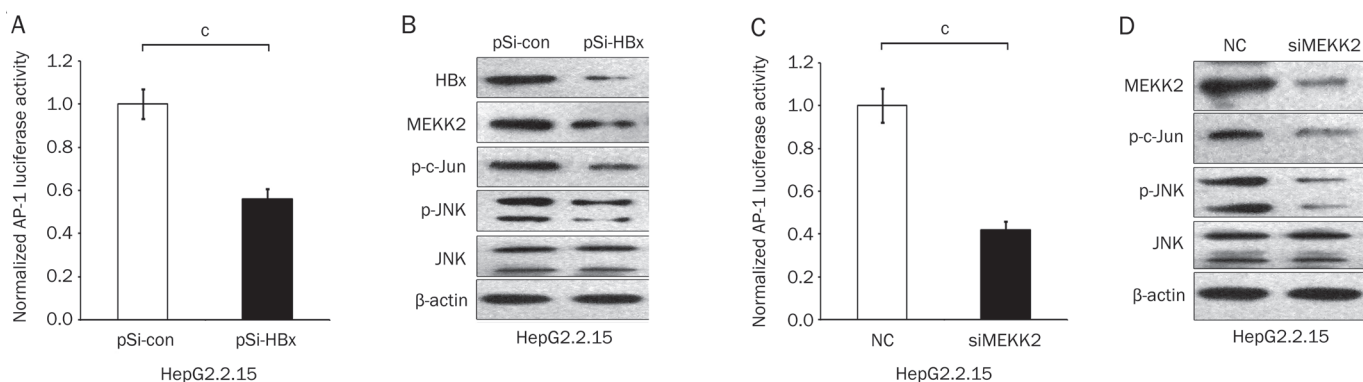 A
Normalized AP-1 luciferase activity
1.2
1.0
0.8
0.6
0.4
0.2
0.0
c
pSi-con pSi-HBx
HepG2.2.15
B
pSi-con pSi-HBx
HBx
MEKK2
p-c-Jun
p-JNK
JNK
β-actin
HepG2.2.15
C
Normalized AP-1 luciferase activity
1.2
1.0
0.8
0.6
0.4
0.2
0.0
c
NC siMEKK2
HepG2.2.15
D
NC siMEKK2
MEKK2
p-c-Jun
p-JNK
JNK
β-actin
HepG2.2.15